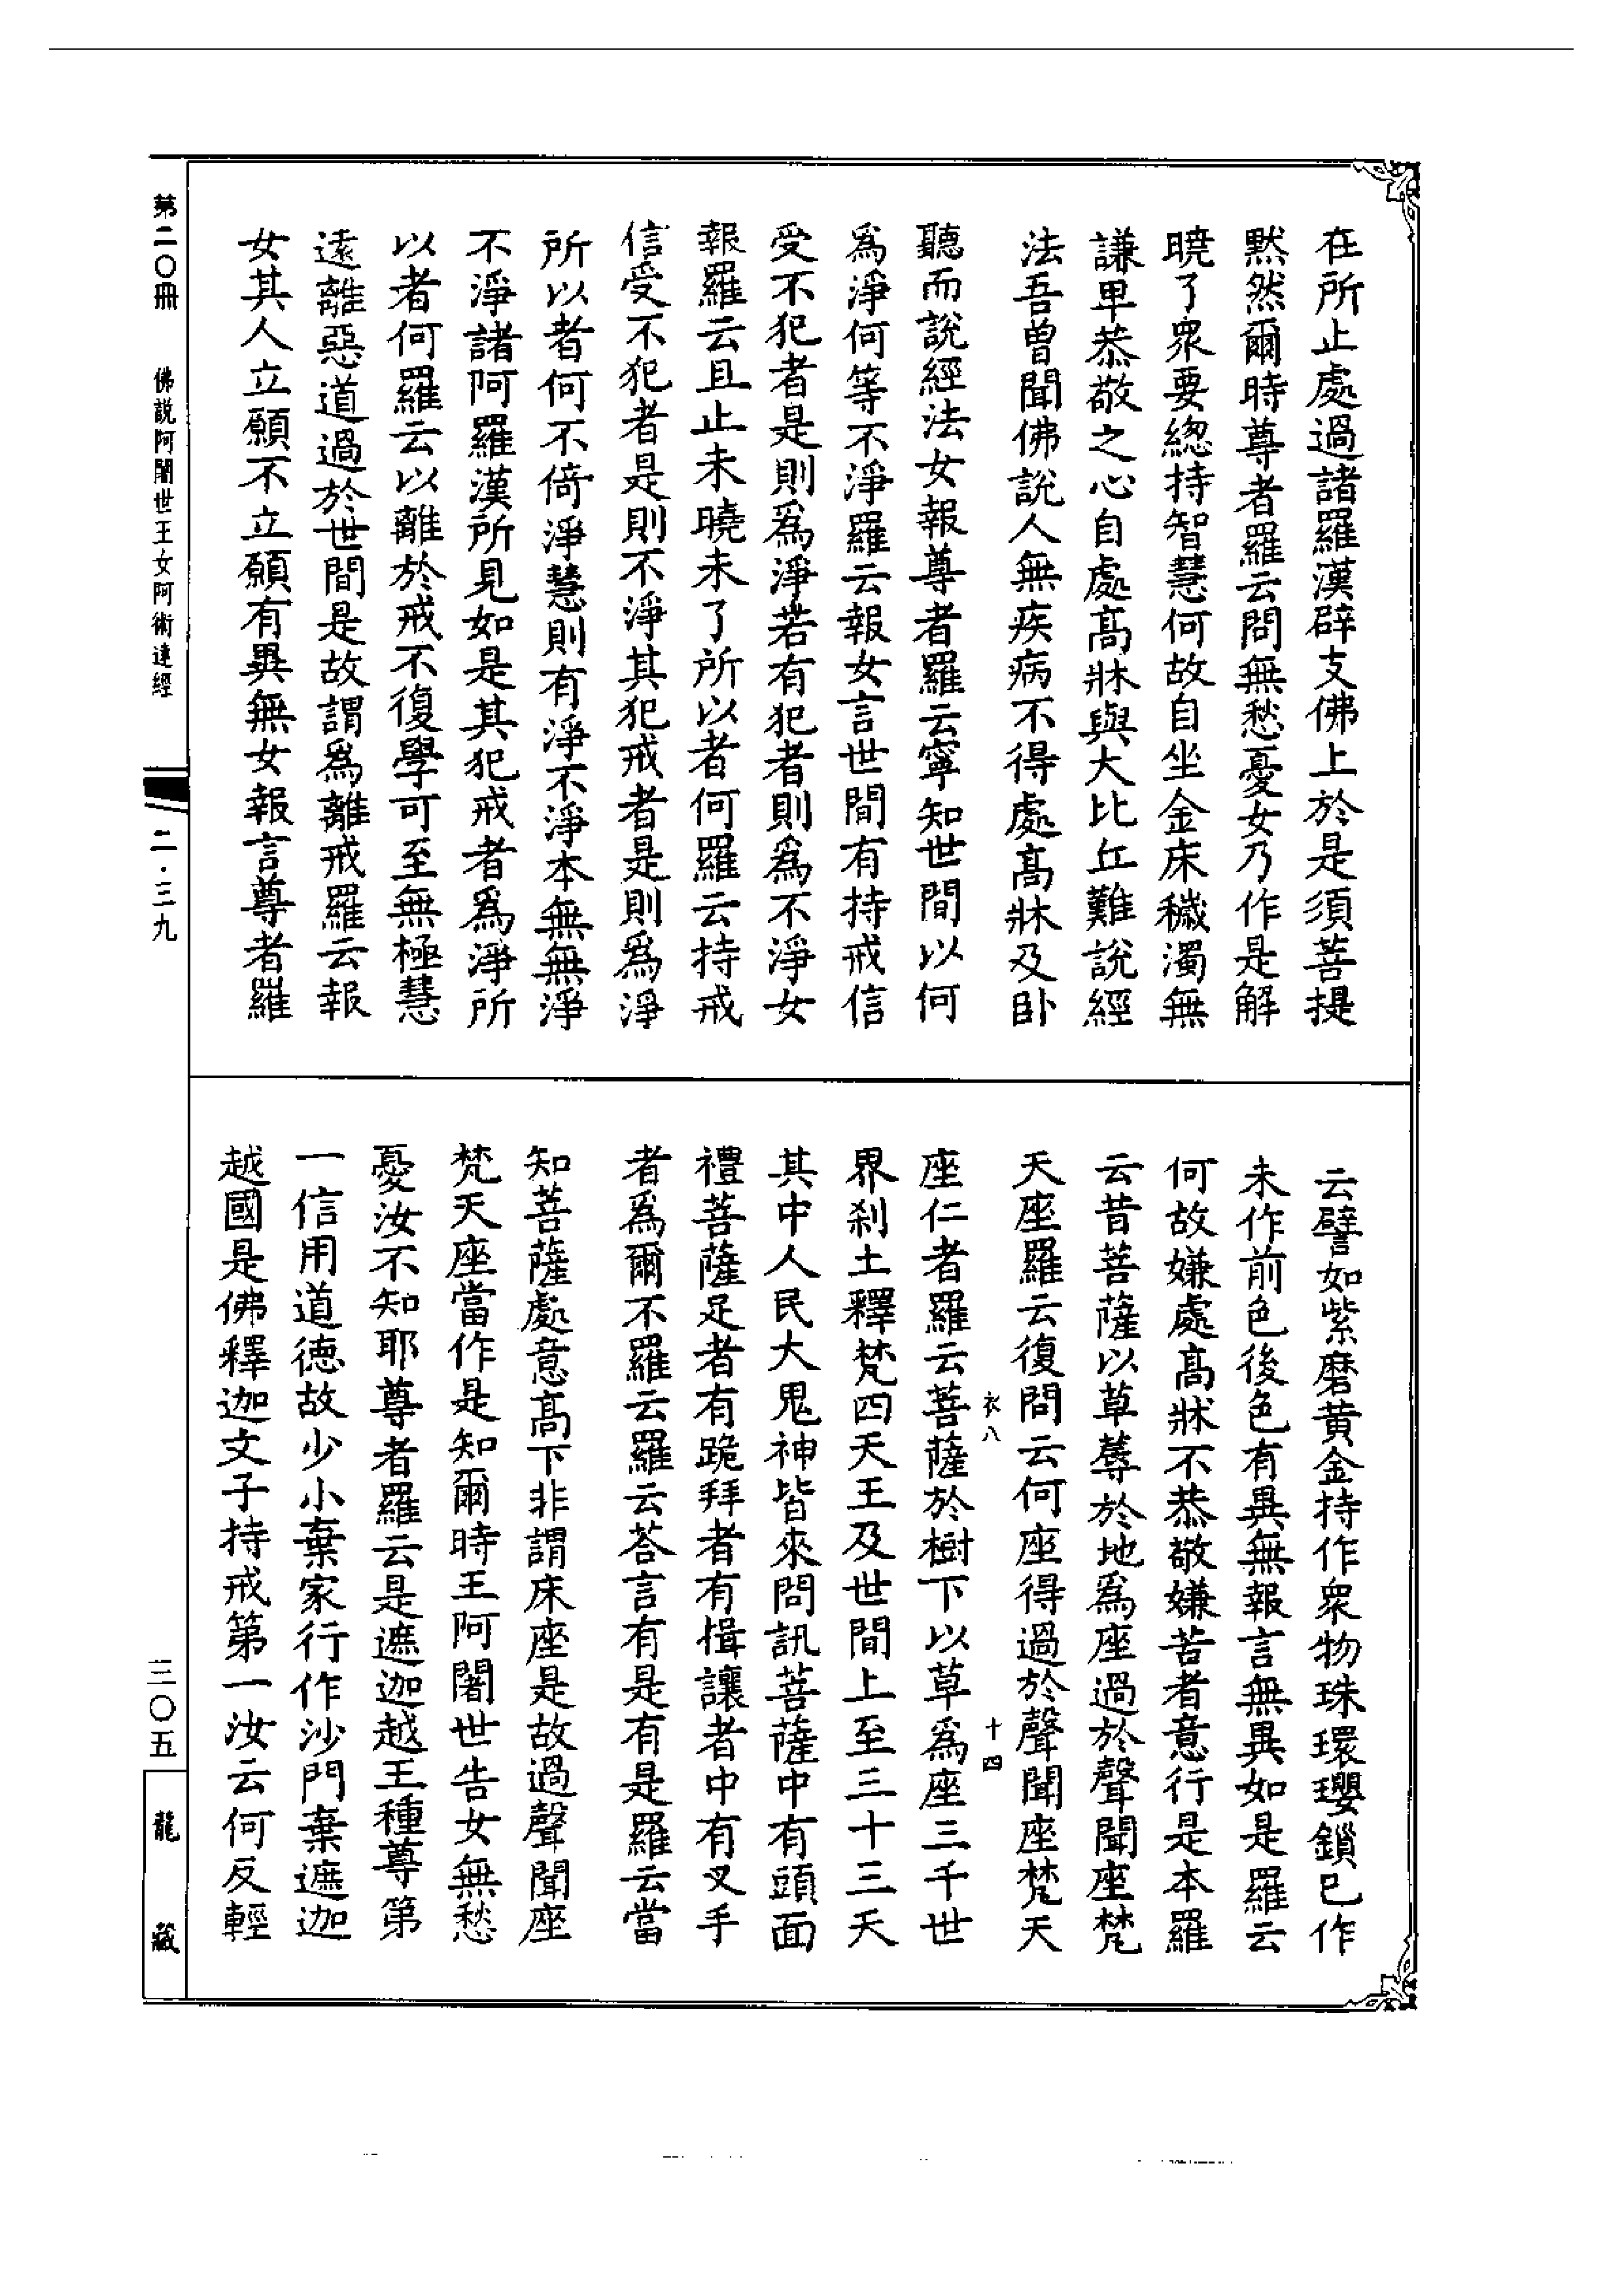 在所止處過諸羅漢辟支佛上於是須菩提
黙然爾時尊者羅云問無愁憂女乃作是解
曉了衆要緫持智慧何故自坐金床穢濁無
謙卑恭敬之心自處髙牀與大比丘難說經
法吾曽聞佛說人無疾病不得處髙牀及卧
聽而說經法女報尊者羅云寧知世間以何
爲淨何等不淨羅云報女言世間有持戒信
受不犯者是則爲淨若有犯者則爲不淨女
報羅云且止未曉未了所以者何羅云持戒
信受不犯者是則不淨其犯戒者是則爲淨
所以者何不倚淨慧則有淨不淨本無無淨
不淨諸阿羅漢所見如是其犯戒者爲淨所
以者何羅云以離於戒不復學可至無極慧
逺離惡道過於世間是故謂爲離戒羅云報
女其人立願不立願有異無女報言尊者羅
云譬如紫磨黄金持作衆物珠環瓔鎖已作
未作前色後色有異無報言無異如是羅云
何故嫌處髙牀不恭敬嫌苦者意行是本羅
云昔菩薩以草蓐於地爲座過於聲聞座梵
天座羅云復問云何座得過於聲聞座梵天
座仁者羅云菩薩於樹下以草爲座三千世
衣八 十四
界刹土釋梵四天王及世間上至三十三天
其中人民大鬼神皆來問訊菩薩中有頭面
禮菩薩足者有跪拜者有揖讓者中有叉手
者爲爾不羅云羅云荅言有是有是羅云當
知菩薩處意髙下非謂床座是故過聲聞座
梵天座當作是知爾時王阿闍世告女無愁
憂汝不知耶尊者羅云是遮迦越王種尊第
一信用道徳故少小棄家行作沙門棄遮迦
越國是佛釋迦文子持戒第一汝云何反輕
第二〇冊 佛說阿闍世王女阿術達經 二·三九
三〇五 龍藏